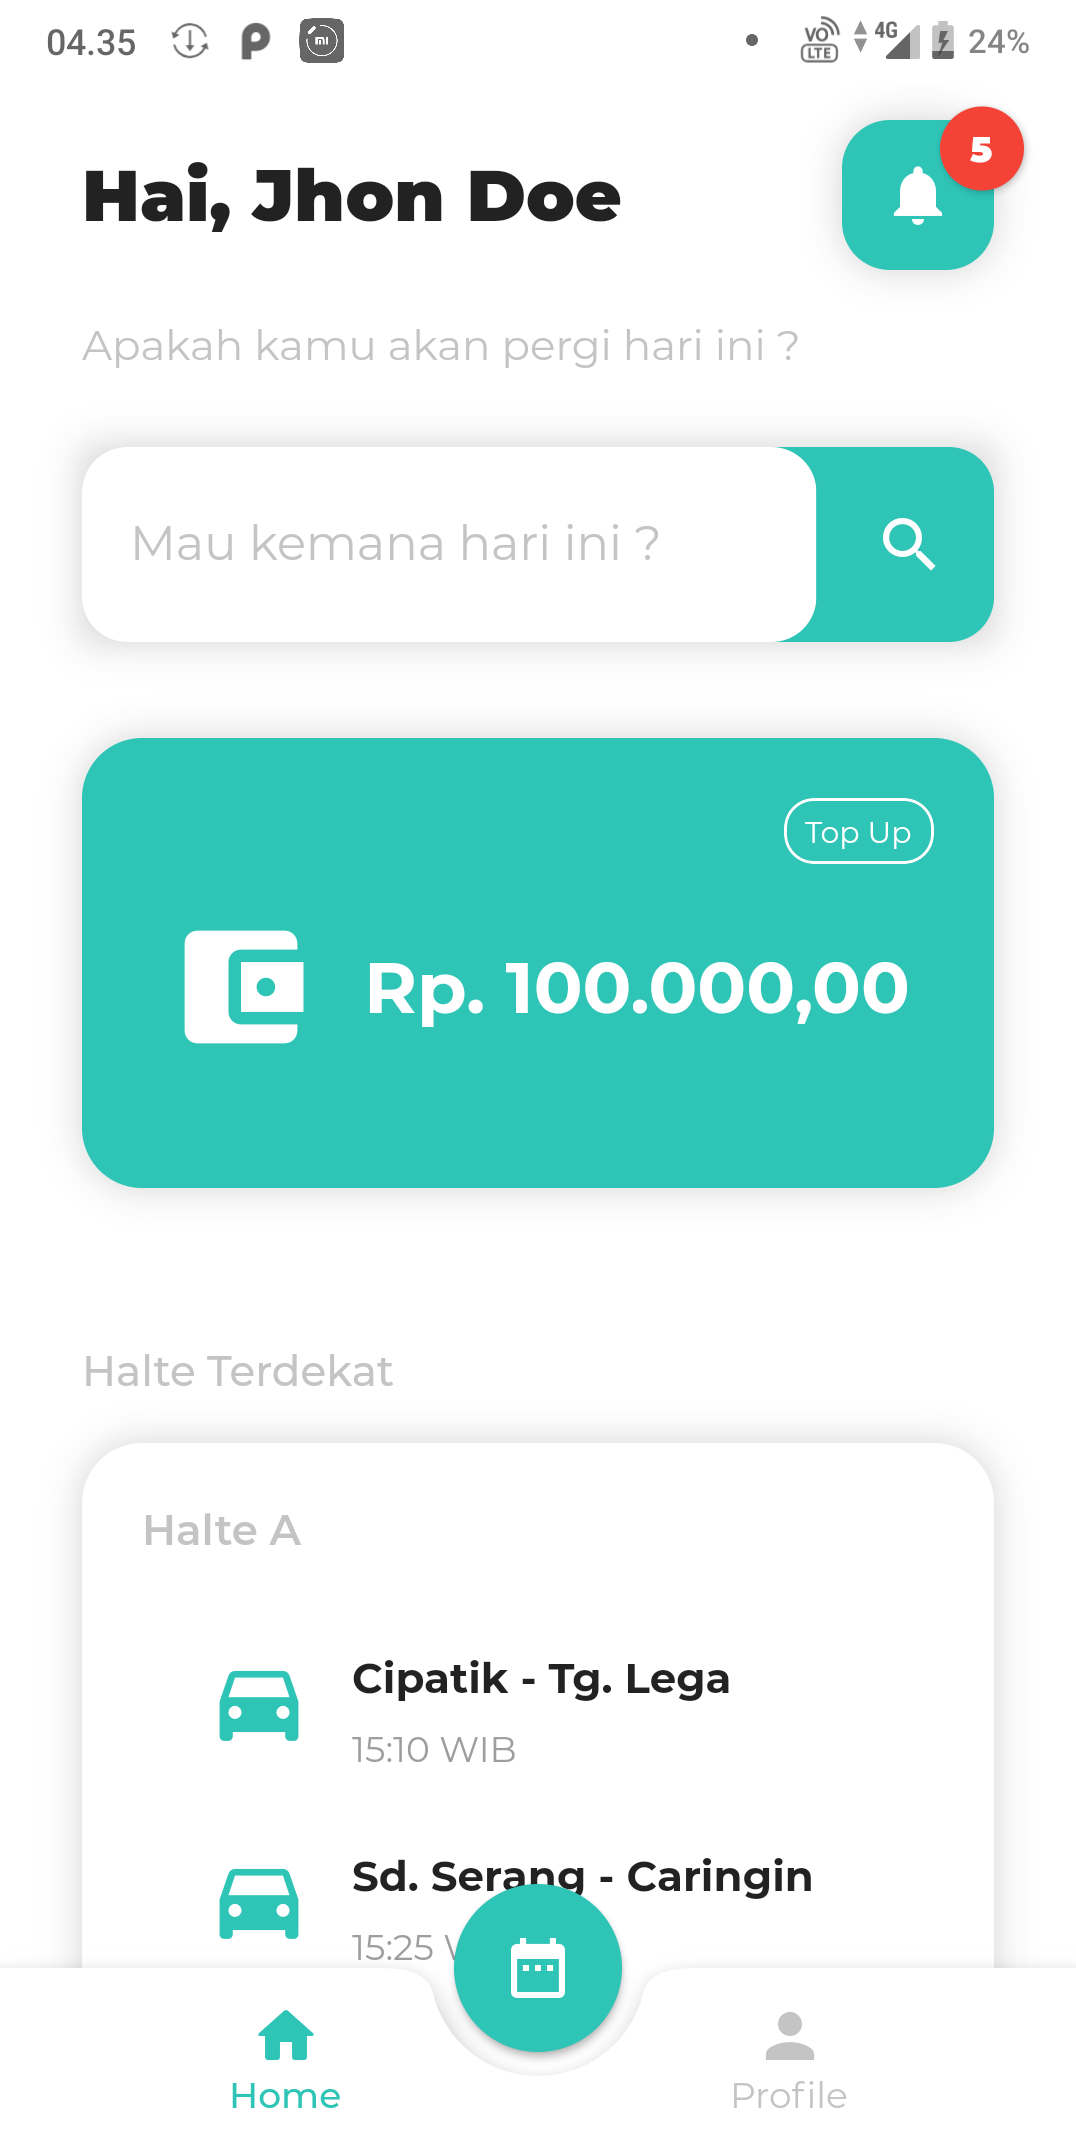 04.35
VO LTE 4G 24%
5
Hai, Jhon Doe
Apakah kamu akan pergi hari ini ?
Mau kemana hari ini ?
Top Up
Rp. 100.000,00
Halte Terdekat
Halte A
Cipatik - Tg. Lega
15:10 WIB
Sd. Serang - Caringin
15:25
Home
Profile